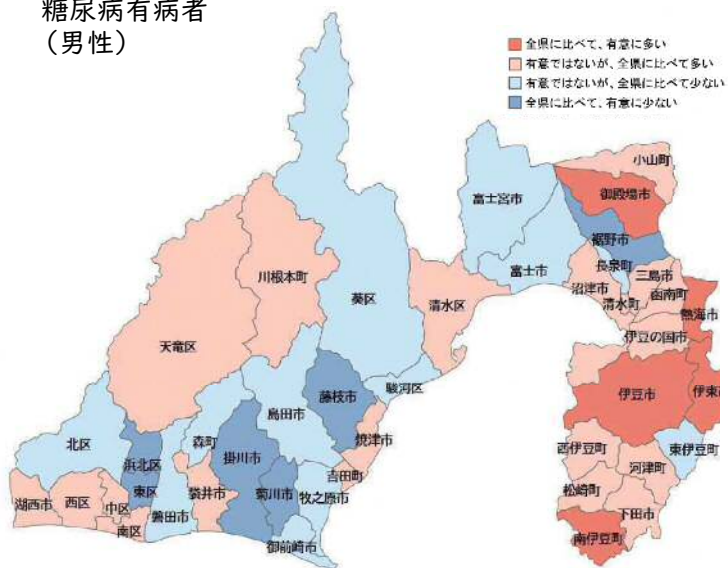 糖尿病有病者
（男性）
全県に比べて、有意に多い
有意ではないが、全県に比べて多い
有意ではないが、全県に比べて少ない
全県に比べて、有意に少ない
小山町
御殿場市
富士宮市
裾野市
富士市
長泉町
三島市
沼津市
函南町
清水町
熱海市
伊豆の国市
川根本町
葵区
清水区
天竜区
駿河区
伊豆市
伊東市
藤枝市
島田市
北区
森町
焼津市
西伊豆町
東伊豆町
浜北区
掛川市
河津町
東区
吉田町
松崎町
湖西市
西区
中区
袋井市
菊川市
牧之原市
磐田市
下田市
南区
御前崎市
南伊豆町